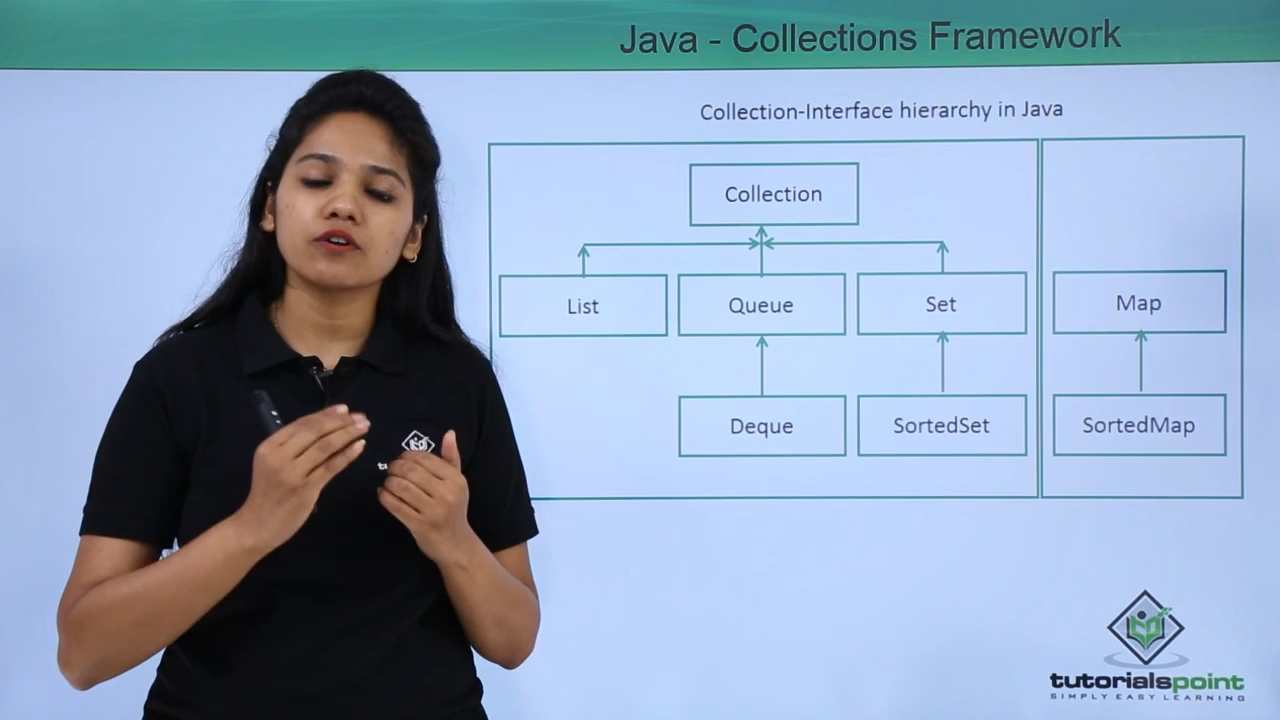 Java - Collections Framework
Collection-Interface hierarchy in Java
Collection
List
Queue
Set
Map
Deque
SortedSet
SortedMap
tutorialspoint
SIMPLY EASY LEARNING